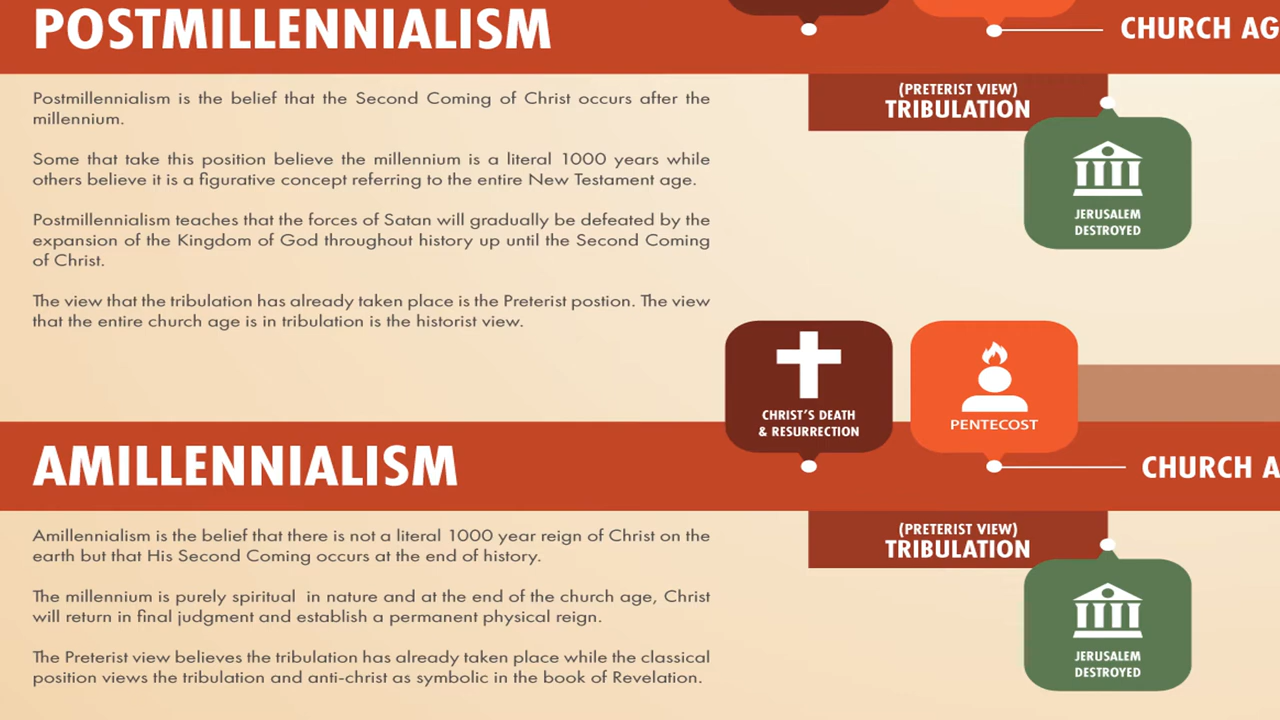 POSTMILLENNIALISM
CHURCH AG
Postmillennialism is the belief that the Second Coming of Christ occurs after the
millennium.
Some that take this position believe the millennium is a literal 1000 years while
others believe it is a figurative concept referring to the entire New Testament age.
Postmillennialism teaches that the forces of Satan will gradually be defeated by the
expansion of the Kingdom of God throughout history up until the Second Coming
of Christ.
The view that the tribulation has already taken place is the Preterist postion. The view
that the entire church age is in tribulation is the historist view.
(PRETERIST VIEW)
TRIBULATION
JERUSALEM
DESTROYED
CHRIST'S DEATH
& RESURRECTION
PENTECOST
AMILLENNIALISM
CHURCH A
Amillennialism is the belief that there is not a literal 1000 year reign of Christ on the
earth but that His Second Coming occurs at the end of history.
The millennium is purely spiritual in nature and at the end of the church age, Christ
will return in final judgment and establish a permanent physical reign.
The Preterist view believes the tribulation has already taken place while the classical
position views the tribulation and anti-christ as symbolic in the book of Revelation.
(PRETERIST VIEW)
TRIBULATION
JERUSALEM
DESTROYED